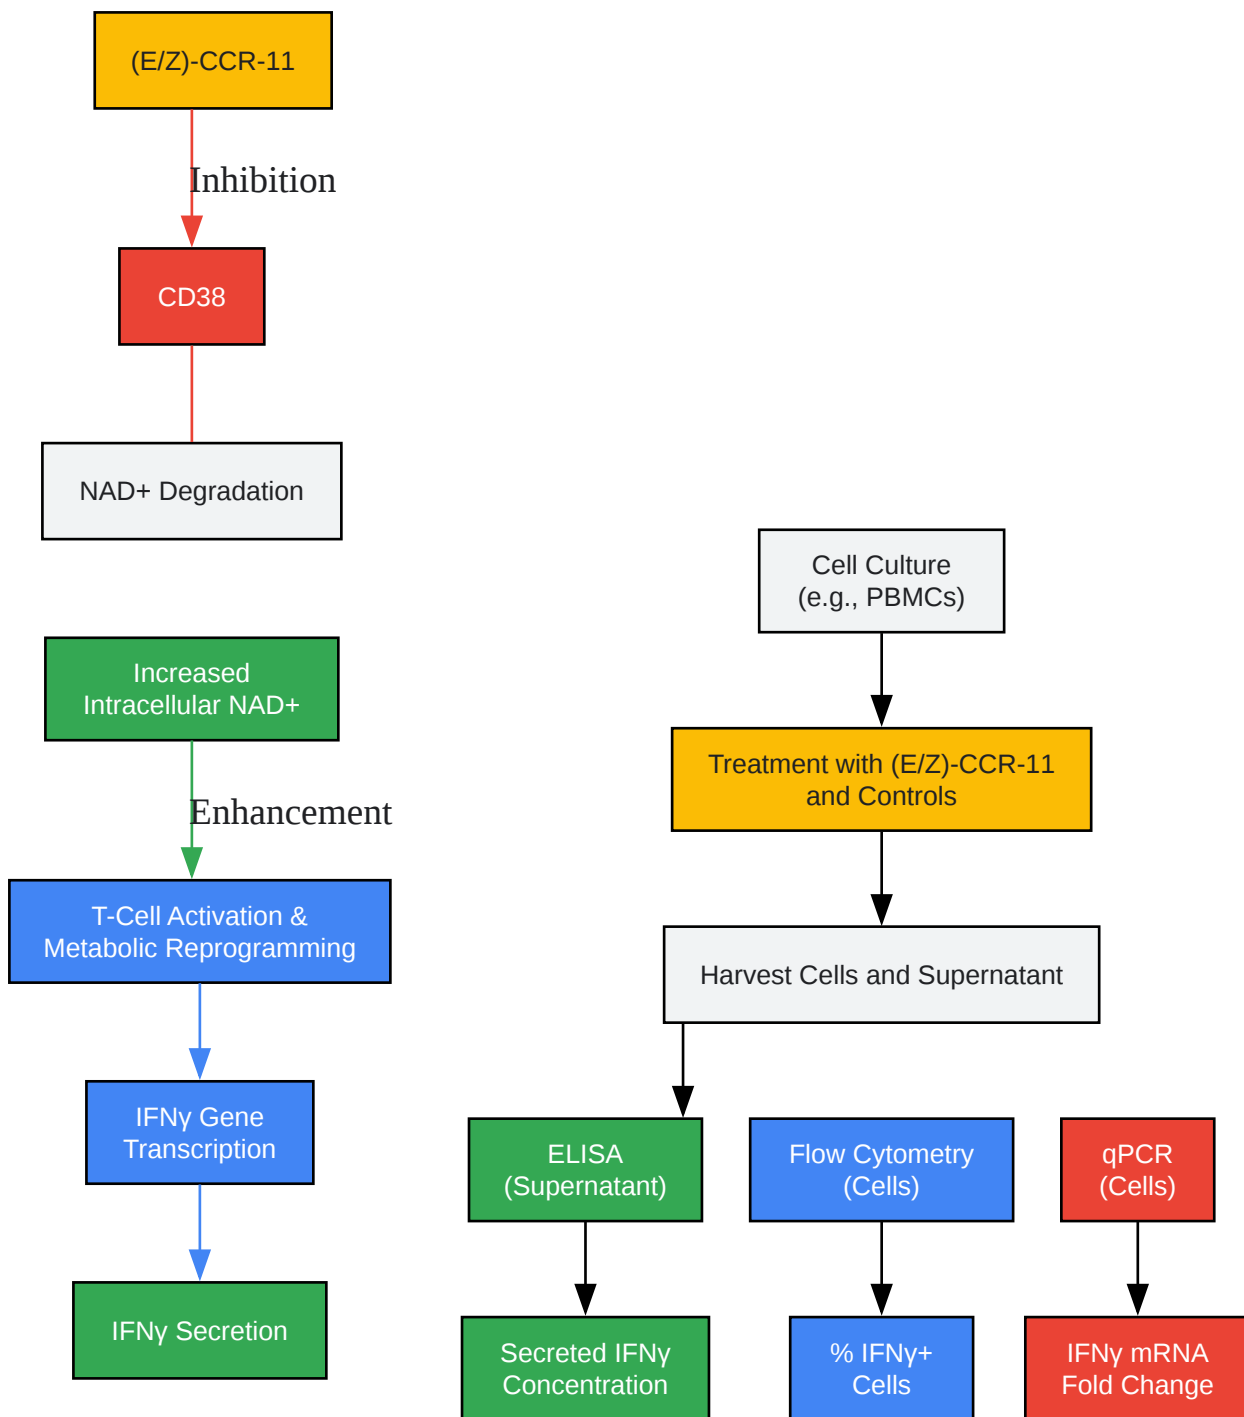 (E/Z)-CCR-11
Inhibition
CD38
NAD+ Degradation
Increased
Intracellular NAD+
Enhancement
T-Cell Activation &
Metabolic Reprogramming
IFNγ Gene
Transcription
IFNγ Secretion
Cell Culture
(e.g., PBMCs)
Treatment with (E/Z)-CCR-11
and Controls
Harvest Cells and Supernatant
ELISA
(Supernatant)
Flow Cytometry
(Cells)
qPCR
(Cells)
Secreted IFNγ
Concentration
% IFNγ+
Cells
IFNγ mRNA
Fold Change